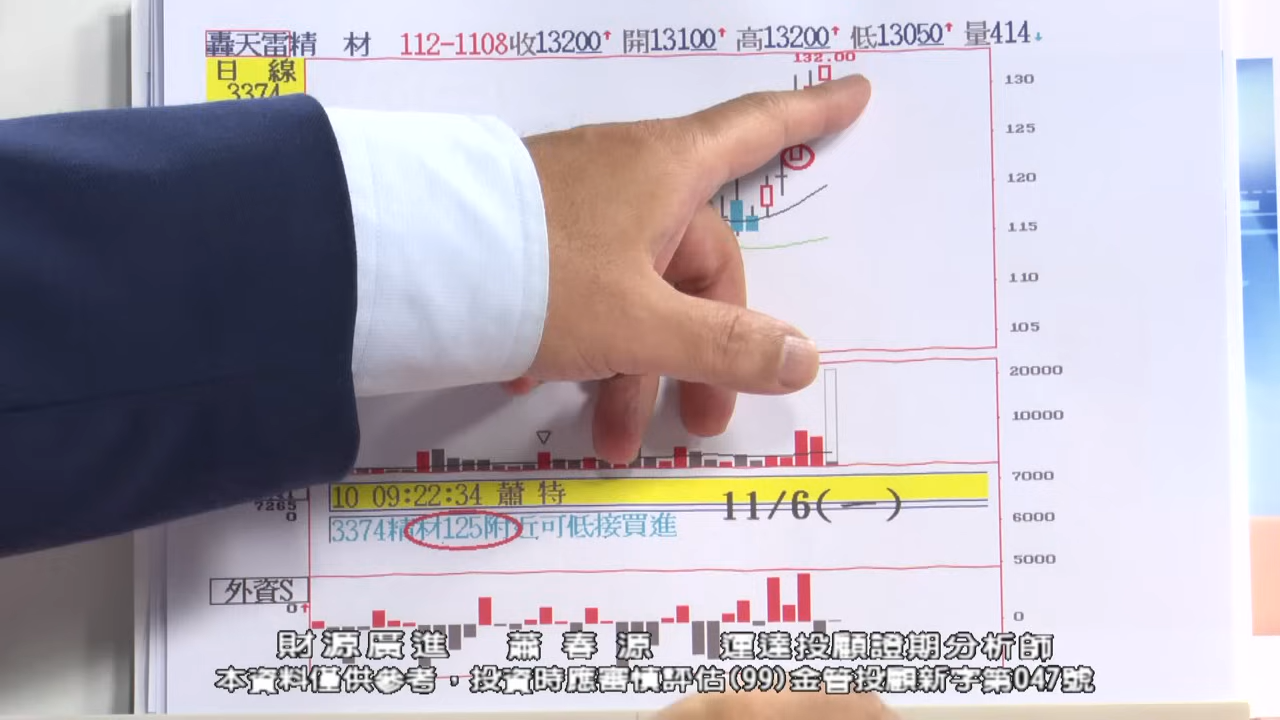 轟天雷精 材 112-1108收13200↑ 開13100↑ 高13200↑ 低13050↑ 量414↓
日 線
3374
132.00
130
125
120
115
110
105
20000
10000
7000
6000
5000
10 09:22:34 蕭 特
11/6(一)
7265
0
3374精材125附近可低接買進
外資S
0↑
0
財源廣進 蕭春源 運達投顧證期分析師
本資料僅供參考，投資時應審慎評估(99)金管投顧新字第047號